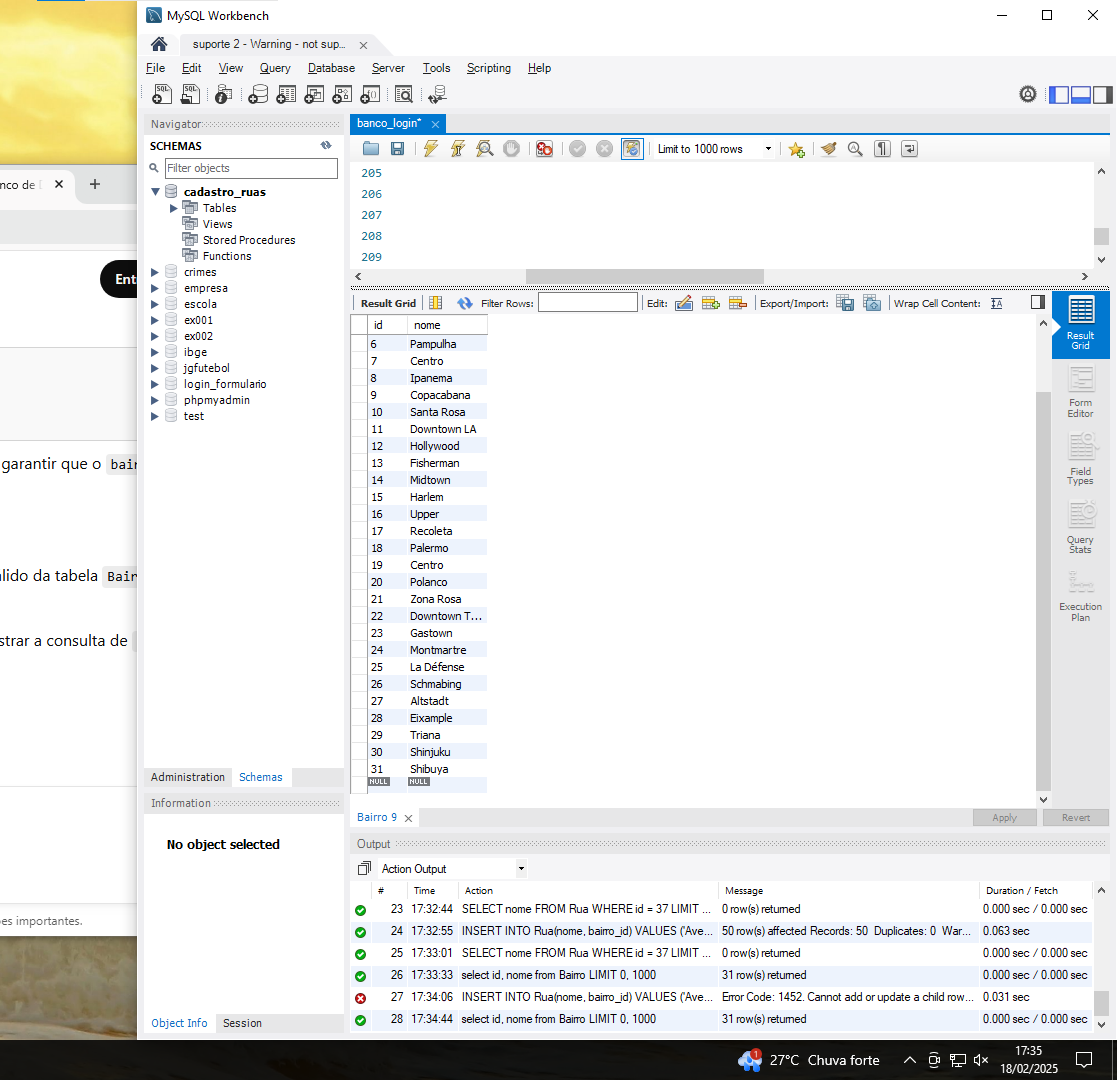 MySQL Workbench
suporte 2 - Warning - not sup...
File Edit View Query Database Server Tools Scripting Help
Navigator
SCHEMAS
Filter objects
cadastro_ruas
Tables
Views
Stored Procedures
Functions
crimes
empresa
escola
ex001
ex002
ibge
jgfutebol
login_formulario
phpmyadmin
test
Administration Schemas
Information
No object selected
Object Info Session
nco de
Ent
garantir que o bair
lido da tabela Bair
strar a consulta de
es importantes.
banco_login*
Limit to 1000 rows
205
206
207
208
209
Result Grid Filter Rows: Edit: Export/Import: Wrap Cell Content:
id nome
6 Pampulha
7 Centro
8 Ipanema
9 Copacabana
10 Santa Rosa
11 Downtown LA
12 Hollywood
13 Fisherman
14 Midtown
15 Harlem
16 Upper
17 Recoleta
18 Palermo
19 Centro
20 Polanco
21 Zona Rosa
22 Downtown T...
23 Gastown
24 Montmartre
25 La Défense
26 Schmabing
27 Altstadt
28 Eixample
29 Triana
30 Shinjuku
31 Shibuya
NULL NULL
Result
Grid
Form
Editor
Field
Types
Query
Stats
Execution
Plan
Bairro 9
Apply Revert
Output
Action Output
# Time Action Message Duration / Fetch
23 17:32:44 SELECT nome FROM Rua WHERE id = 37 LIMIT ... 0 row(s) returned 0.000 sec / 0.000 sec
24 17:32:55 INSERT INTO Rua(nome, bairro_id) VALUES ('Ave... 50 row(s) affected Records: 50 Duplicates: 0 War... 0.063 sec
25 17:33:01 SELECT nome FROM Rua WHERE id = 37 LIMIT ... 0 row(s) returned 0.000 sec / 0.000 sec
26 17:33:33 select id, nome from Bairro LIMIT 0, 1000 31 row(s) returned 0.000 sec / 0.000 sec
27 17:34:06 INSERT INTO Rua(nome, bairro_id) VALUES ('Ave... Error Code: 1452. Cannot add or update a child row... 0.031 sec
28 17:34:44 select id, nome from Bairro LIMIT 0, 1000 31 row(s) returned 0.000 sec / 0.000 sec
1
27°C Chuva forte
17:35
18/02/2025